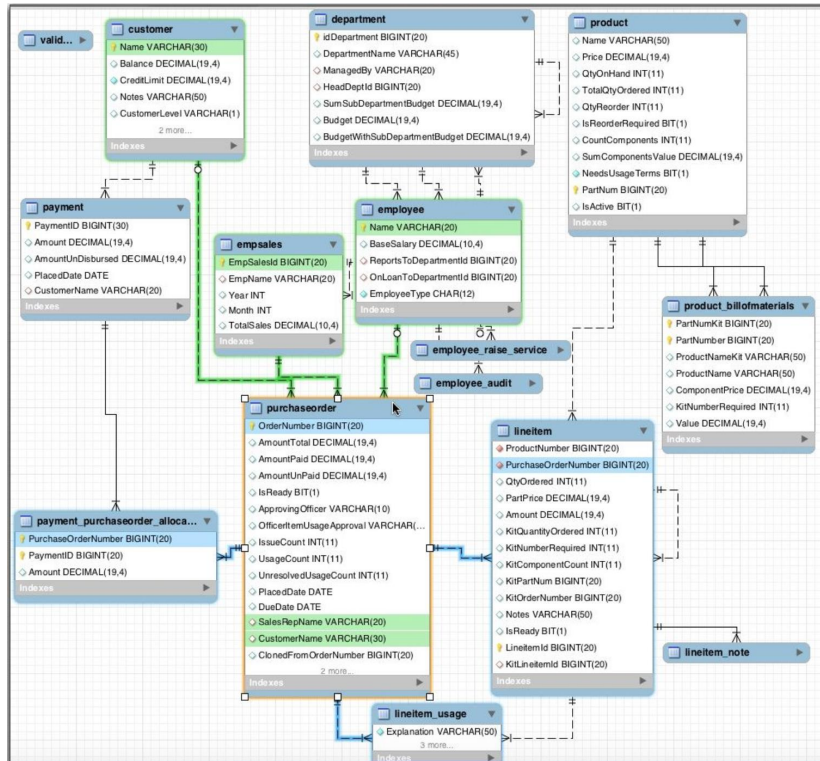 valid...
customer
Name VARCHAR(30)
Balance DECIMAL(19,4)
CreditLimit DECIMAL(19,4)
Notes VARCHAR(50)
CustomerLevel VARCHAR(1)
2 more...
Indexes
department
idDepartment BIGINT(20)
DepartmentName VARCHAR(45)
ManagedBy VARCHAR(20)
HeadDeptId BIGINT(20)
SumSubDepartmentBudget DECIMAL(19,4)
Budget DECIMAL(19,4)
BudgetWithSubDepartmentBudget DECIMAL(19,4)
Indexes
product
Name VARCHAR(50)
Price DECIMAL(19,4)
QtyOnHand INT(11)
TotalQtyOrdered INT(11)
QtyReorder INT(11)
IsReorderRequired BIT(1)
CountComponents INT(11)
SumComponentsValue DECIMAL(19,4)
NeedsUsageTerms BIT(1)
PartNum BIGINT(20)
IsActive BIT(1)
Indexes
payment
PaymentID BIGINT(30)
Amount DECIMAL(19,4)
AmountUnDisbursed DECIMAL(19,4)
PlacedDate DATE
CustomerName VARCHAR(20)
Indexes
empsales
EmpSalesId BIGINT(20)
EmpName VARCHAR(20)
Year INT
Month INT
TotalSales DECIMAL(10,4)
Indexes
employee
Name VARCHAR(20)
BaseSalary DECIMAL(10,4)
ReportsToDepartmentId BIGINT(20)
OnLoanToDepartmentId BIGINT(20)
EmployeeType CHAR(12)
Indexes
employee_raise_service
employee_audit
product_billofmaterials
PartNumKit BIGINT(20)
PartNumber BIGINT(20)
ProductNameKit VARCHAR(50)
ProductName VARCHAR(50)
ComponentPrice DECIMAL(19,4)
KitNumberRequired INT(11)
Value DECIMAL(19,4)
Indexes
purchaseorder
OrderNumber BIGINT(20)
AmountTotal DECIMAL(19,4)
AmountPaid DECIMAL(19,4)
AmountUnPaid DECIMAL(19,4)
IsReady BIT(1)
ApprovingOfficer VARCHAR(10)
OfficerItemUsageApproval VARCHAR(...
IssueCount INT(11)
UsageCount INT(11)
UnresolvedUsageCount INT(11)
PlacedDate DATE
DueDate DATE
SalesRepName VARCHAR(20)
CustomerName VARCHAR(30)
ClonedFromOrderNumber BIGINT(20)
2 more...
Indexes
lineitem
ProductNumber BIGINT(20)
PurchaseOrderNumber BIGINT(20)
QtyOrdered INT(11)
PartPrice DECIMAL(19,4)
Amount DECIMAL(19,4)
KitQuantityOrdered INT(11)
KitNumberRequired INT(11)
KitComponentCount INT(11)
KitPartNum BIGINT(20)
KitOrderNumber BIGINT(20)
Notes VARCHAR(50)
IsReady BIT(1)
LineitemId BIGINT(20)
KitLineitemId BIGINT(20)
Indexes
payment_purchaseorder_alloca...
PurchaseOrderNumber BIGINT(20)
PaymentID BIGINT(20)
Amount DECIMAL(19,4)
Indexes
lineitem_note
lineitem_usage
Explanation VARCHAR(50)
3 more...
Indexes